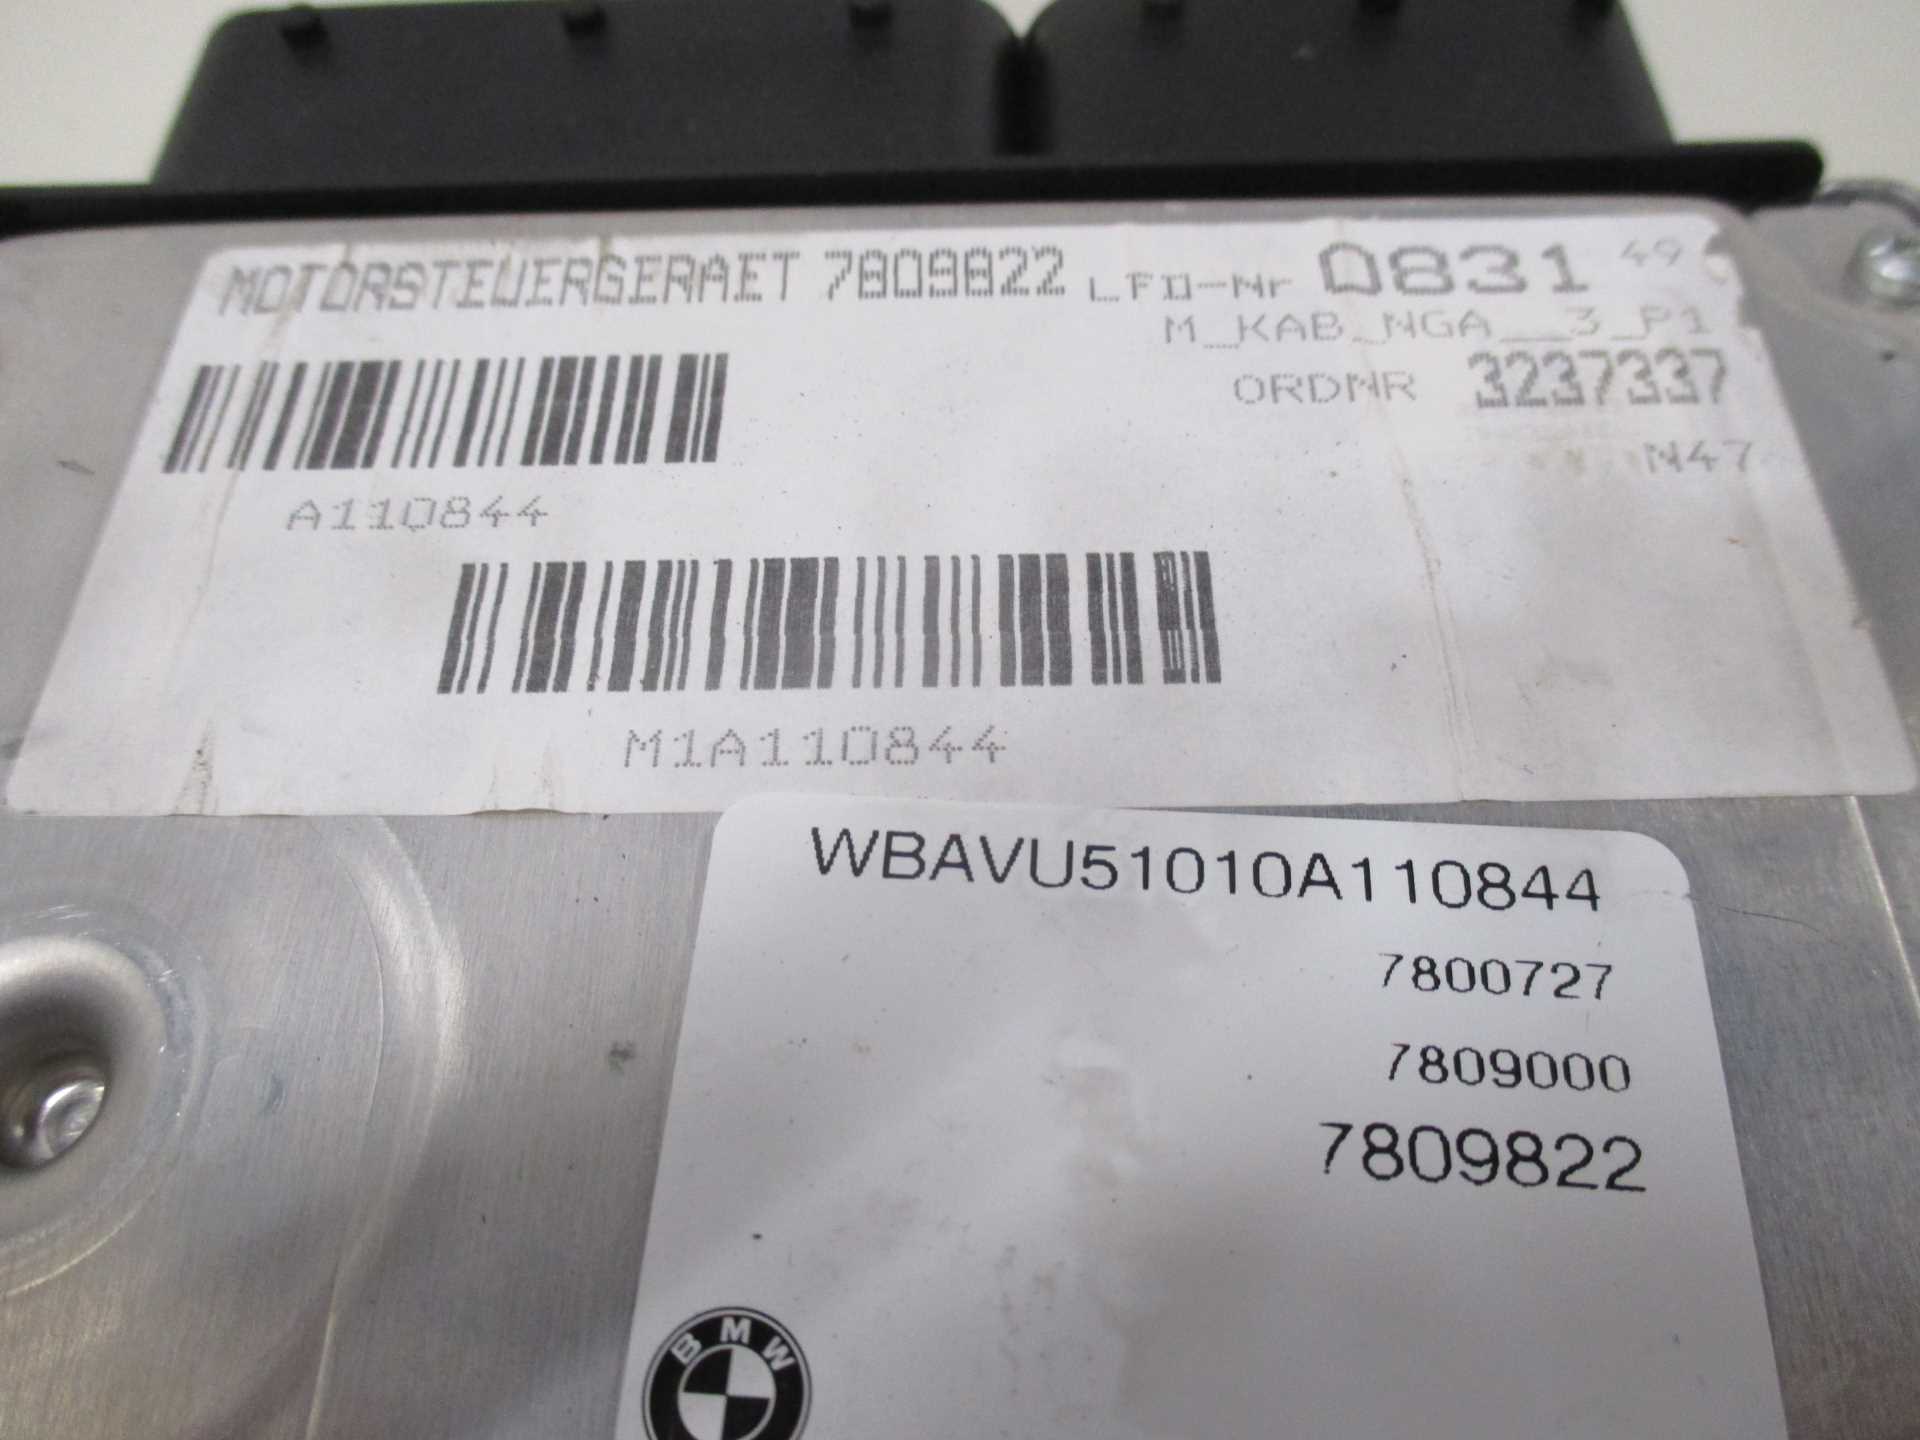 MOTORSTEUERGERAET 7809822 LFD-Nr 0831 49
M_KAB_NGA__3_P1
ORDNR 3237337
N47
A110844
M1A110844
WBAVU51010A110844
7800727
7809000
7809822
BMW